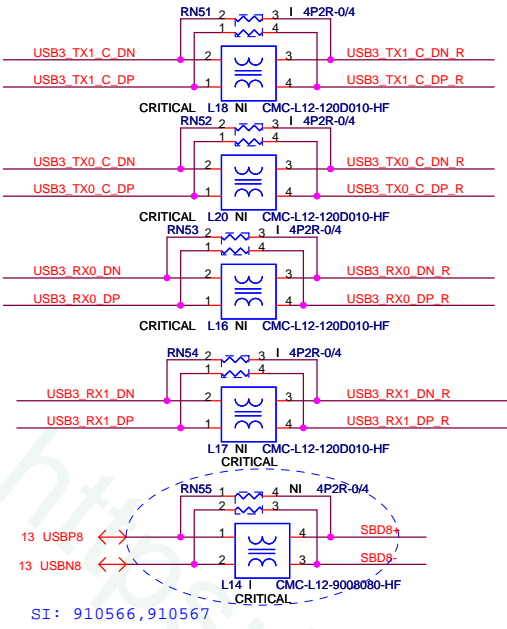 RN51 2 3 I 4P2R-0/4
1 4
USB3_TX1_C_DN 2 3 USB3_TX1_C_DN_R
USB3_TX1_C_DP 1 4 USB3_TX1_C_DP_R
CRITICAL L18 NI CMC-L12-120D010-HF
RN52 2 3 I 4P2R-0/4
1 4
USB3_TX0_C_DN 2 3 USB3_TX0_C_DN_R
USB3_TX0_C_DP 1 4 USB3_TX0_C_DP_R
CRITICAL L20 NI CMC-L12-120D010-HF
RN53 2 3 I 4P2R-0/4
1 4
USB3_RX0_DN 2 3 USB3_RX0_DN_R
USB3_RX0_DP 1 4 USB3_RX0_DP_R
CRITICAL L16 NI CMC-L12-120D010-HF
RN54 2 3 I 4P2R-0/4
1 4
USB3_RX1_DN 2 3 USB3_RX1_DN_R
USB3_RX1_DP 1 4 USB3_RX1_DP_R
L17 NI CMC-L12-120D010-HF
CRITICAL
RN55 1 4 NI 4P2R-0/4
2 3
13 USBP8 1 4 SBD8+
13 USBN8 2 3 SBD8-
L14 I CMC-L12-9008080-HF
CRITICAL
SI: 910566,910567
https